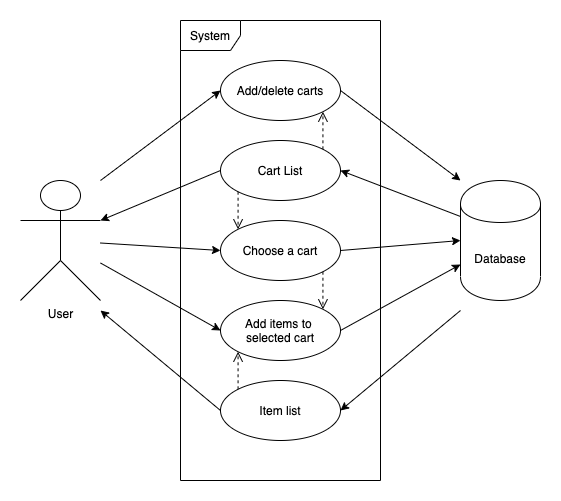 System
Add/delete carts
Cart List
Choose a cart
Database
User
Add items to
selected cart
Item list